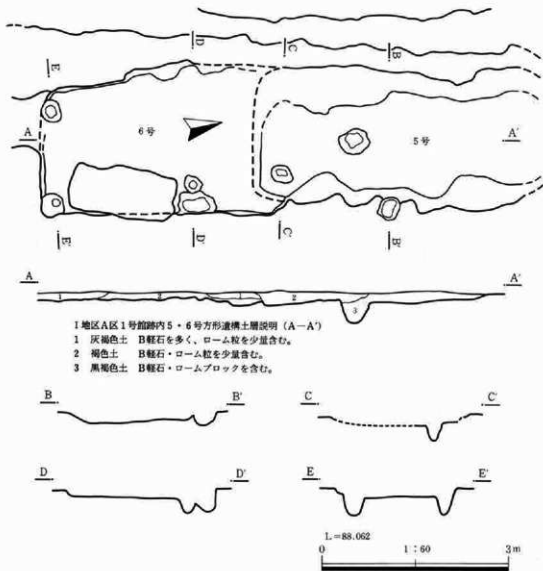 D
C
B
E
A
6号
5号
A'
E'
D'
C'
B'
A
A'
1
2
1
2
3
I地区A区1号館跡内5・6号方形遺構土層説明(A—A')
1 灰褐色土 B軽石を多く、ローム粒を少量含む。
2 褐色土 B軽石・ローム粒を少量含む。
3 黒褐色土 B軽石・ロームブロックを含む。
B
B'
C
C'
D
D'
E
E'
L=88.062
0 1:60 3m